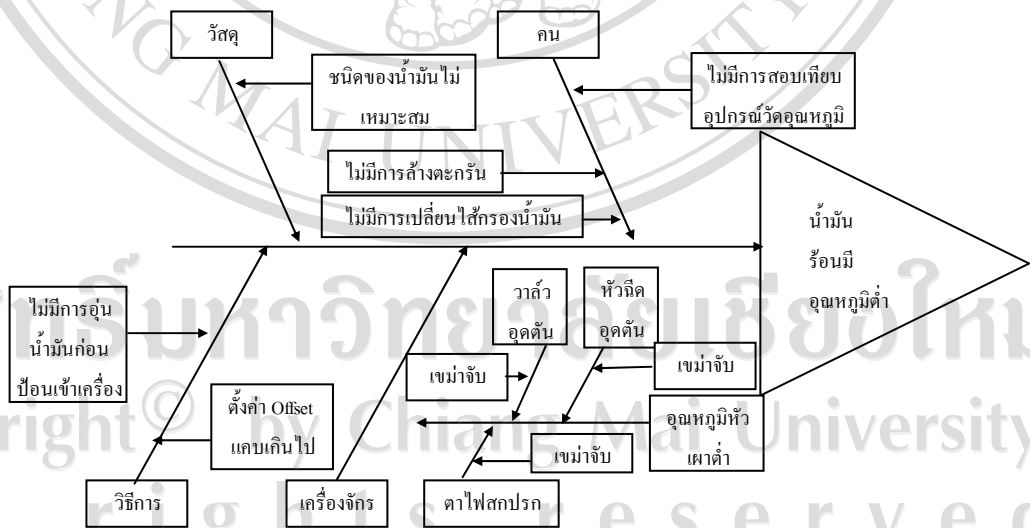 วัสดุ
คน
ชนิดของน้ำมันไม่
เหมาะสม
ไม่มีการสอบเทียบ
อุปกรณ์วัดอุณหภูมิ
ไม่มีการล้างตะกรัน
ไม่มีการเปลี่ยนไส้กรองน้ำมัน
น้ำมัน
ร้อนมี
อุณหภูมิต่ำ
ไม่มีการอุ่น
น้ำมันก่อน
ป้อนเข้าเครื่อง
วาล์ว
อุดตัน
หัวฉีด
อุดตัน
เขม่าจับ
เขม่าจับ
ตั้งค่า Offset
แคบเกินไป
อุณหภูมิหัว
เผาต่ำ
เขม่าจับ
วิธีการ
เครื่องจักร
ตาไฟสกปรก
NG MAI UNIVERSITY
ทธิ์มหาวิทยาลัยเชียงใหม
right © by Chiang Mai University
rights reserved